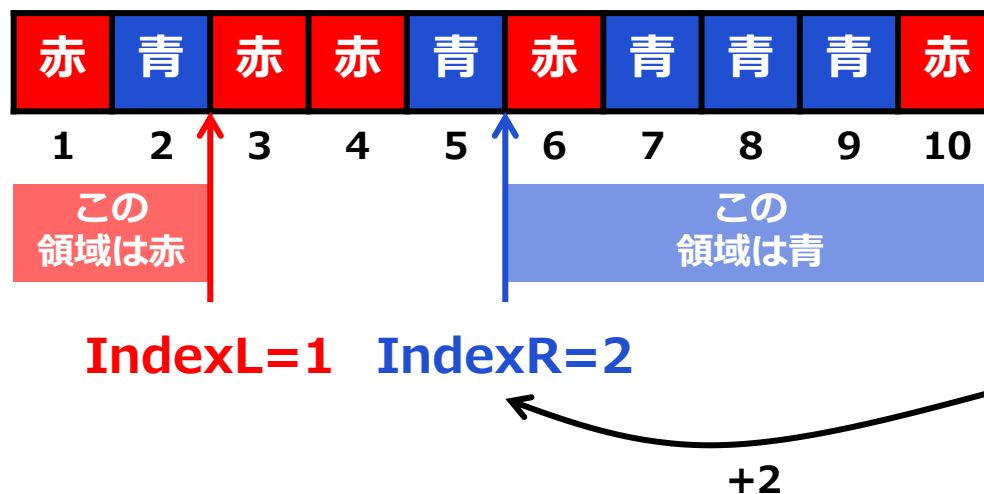 赤 青 赤 赤 青 赤 青 青 青 赤
1 2 3 4 5 6 7 8 9 10
この
領域は赤
この
領域は青
IndexL=1 IndexR=2
+2